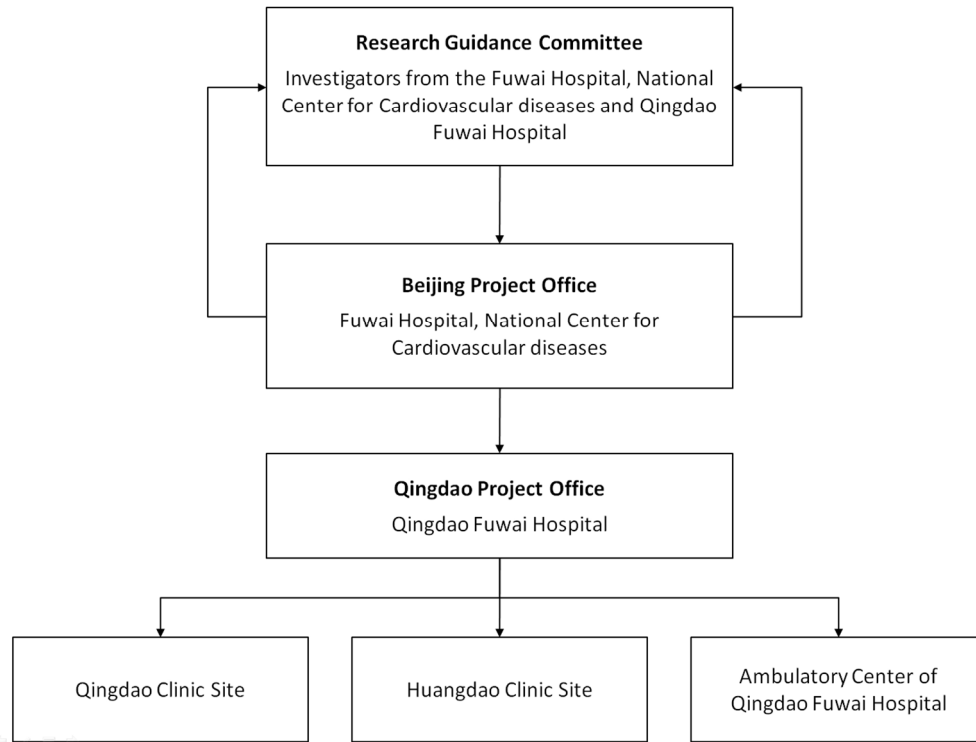 Research Guidance Committee
Investigators from the Fuwai Hospital, National
Center for Cardiovascular diseases and Qingdao
Fuwai Hospital
Beijing Project Office
Fuwai Hospital, National Center for
Cardiovascular diseases
Qingdao Project Office
Qingdao Fuwai Hospital
Qingdao Clinic Site
Huangdao Clinic Site
Ambulatory Center of
Qingdao Fuwai Hospital